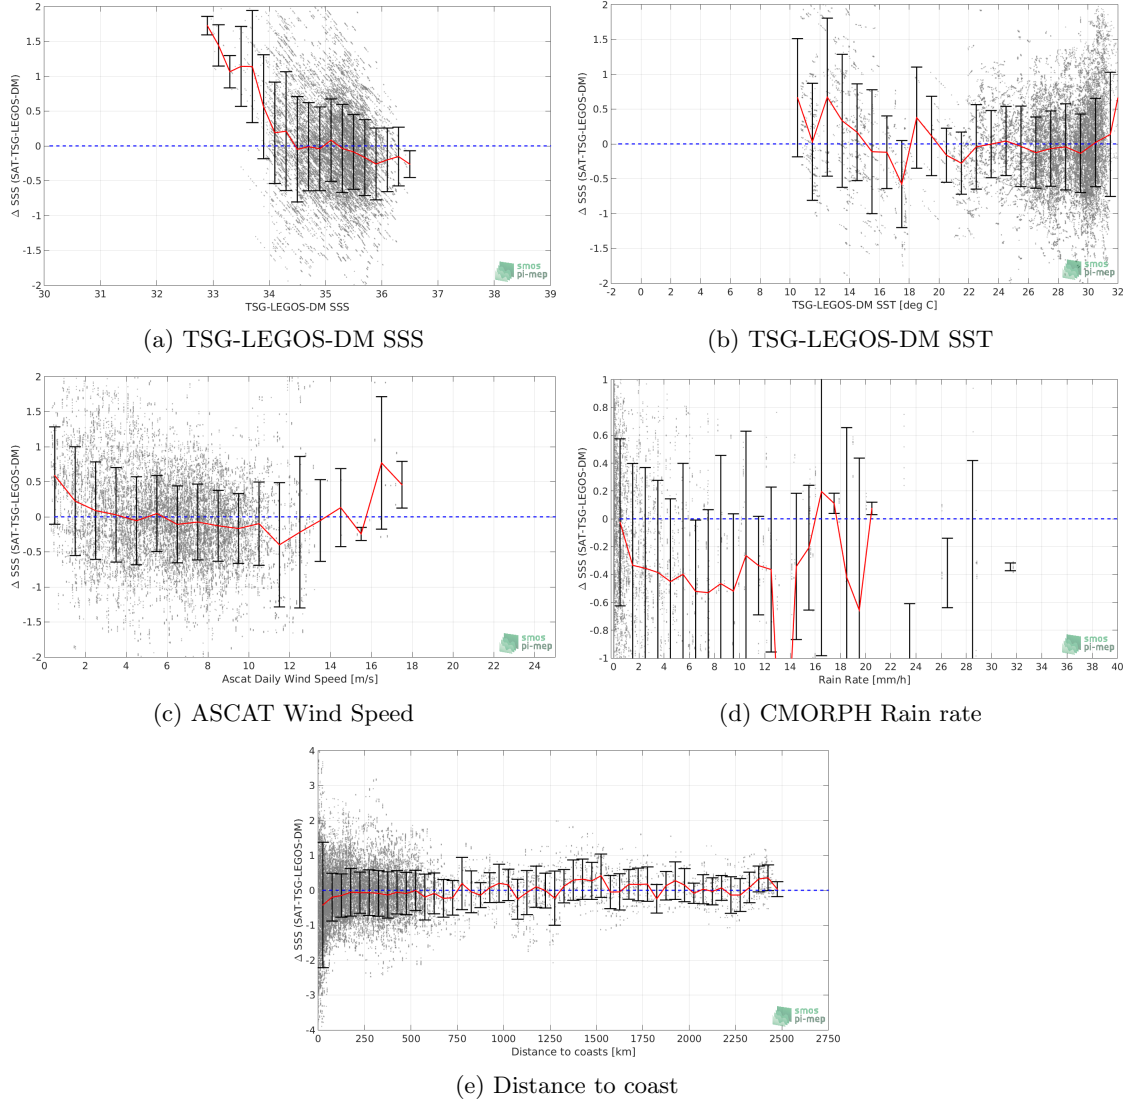 Δ SSS (SAT-TSG-LEGOS-DM)
2
1.5
1
0.5
0
-0.5
-1
-1.5
-2
30 31 32 33 34 35 36 37 38 39
TSG-LEGOS-DM SSS
smos
pi-mep
(a) TSG-LEGOS-DM SSS
Δ SSS (SAT-TSG-LEGOS-DM)
2
1.5
1
0.5
0
-0.5
-1
-1.5
-2
-2 0 2 4 6 8 10 12 14 16 18 20 22 24 26 28 30 32
TSG-LEGOS-DM SST [deg C]
smos
pi-mep
(b) TSG-LEGOS-DM SST
Δ SSS (SAT-TSG-LEGOS-DM)
2
1.5
1
0.5
0
-0.5
-1
-1.5
-2
0 2 4 6 8 10 12 14 16 18 20 22 24
Ascat Daily Wind Speed [m/s]
smos
pi-mep
(c) ASCAT Wind Speed
Δ SSS (SAT-TSG-LEGOS-DM)
1
0.8
0.6
0.4
0.2
0
-0.2
-0.4
-0.6
-0.8
-1
0 2 4 6 8 10 12 14 16 18 20 22 24 26 28 30 32 34 36 38 40
Rain Rate [mm/h]
smos
pi-mep
(d) CMORPH Rain rate
Δ SSS (SAT-TSG-LEGOS-DM)
4
3
2
1
0
-1
-2
-3
-4
0 250 500 750 1000 1250 1500 1750 2000 2250 2500 2750
Distance to coasts [km]
smos
pi-mep
(e) Distance to coast